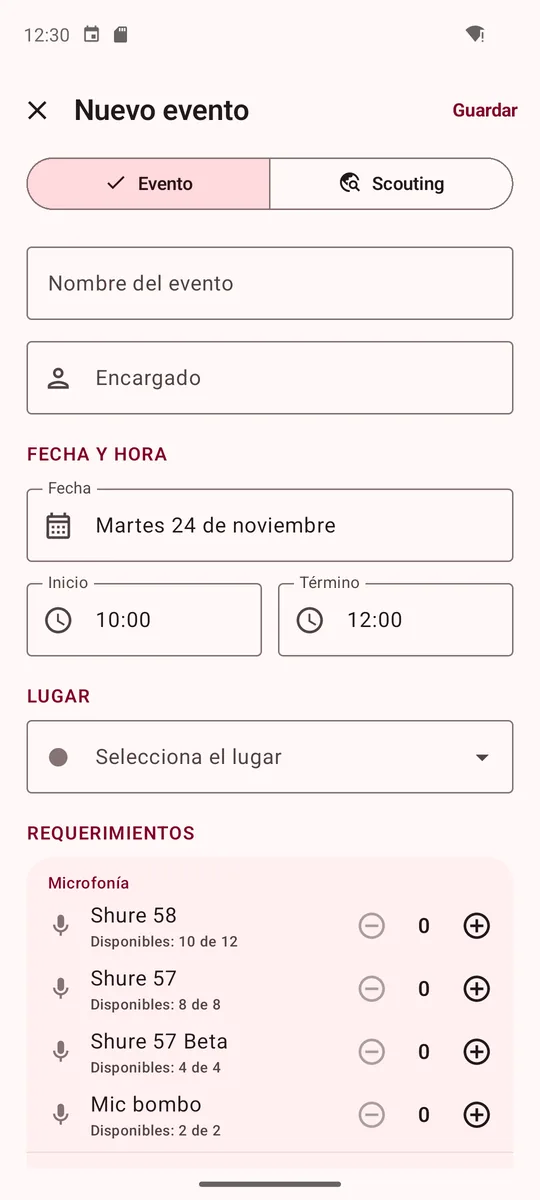 12:30
Nuevo evento
Guardar
Evento
Scouting
Nombre del evento
Encargado
FECHA Y HORA
Fecha
Martes 24 de noviembre
Inicio
Término
10:00
12:00
LUGAR
Selecciona el lugar
REQUERIMIENTOS
Microfonía
Shure 58
0
Disponibles: 10 de 12
Shure 57
0
Disponibles: 8 de 8
Shure 57 Beta
0
Disponibles: 4 de 4
Mic bombo
0
Disponibles: 2 de 2